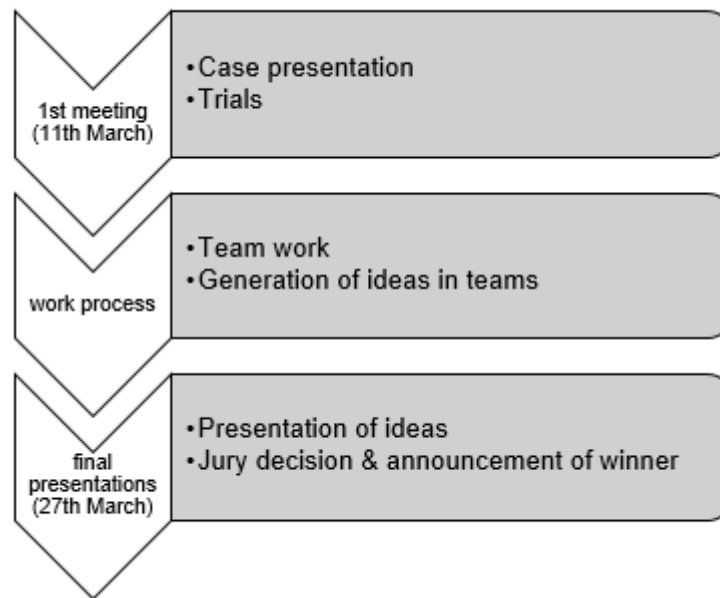 1st meeting
(11th March)
• Case presentation
• Trials
work process
• Team work
• Generation of ideas in teams
final
presentations
(27th March)
• Presentation of ideas
• Jury decision & announcement of winner